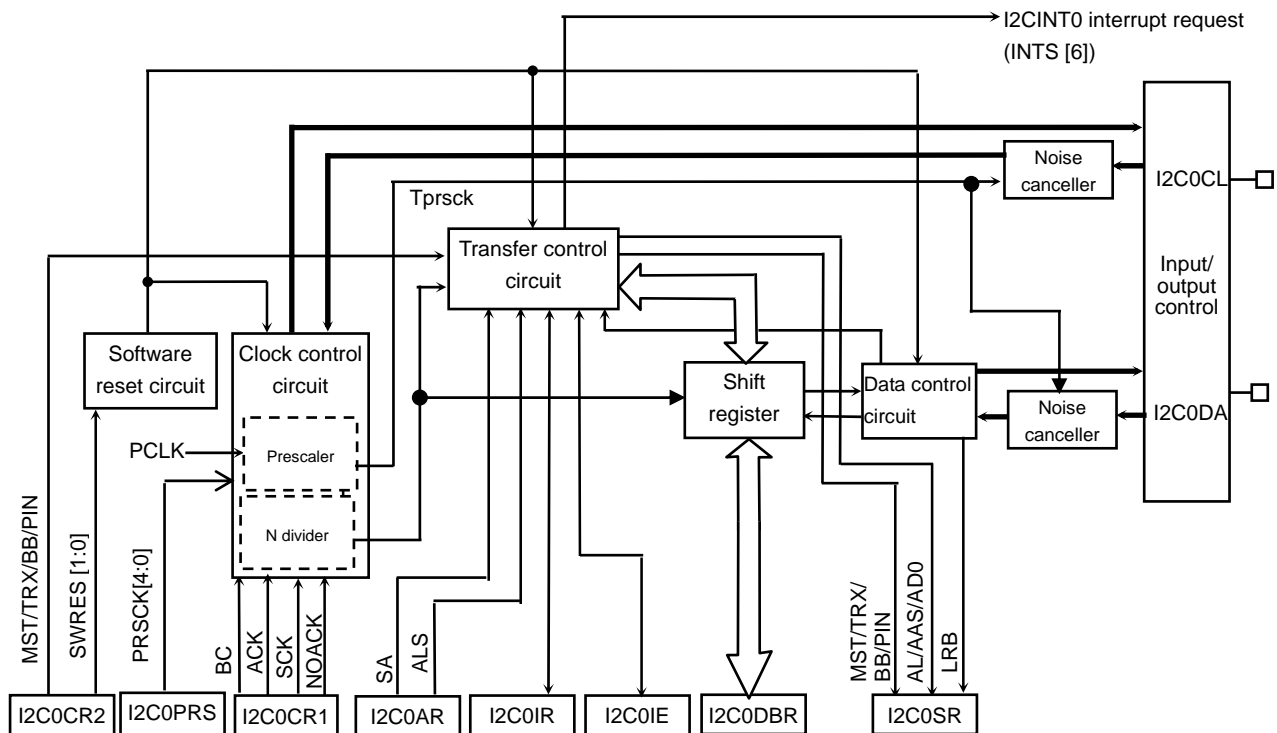 I2CINT0 interrupt request
(INTS [6])
Noise
canceller
I2C0CL
Tprsck
Transfer control
circuit
Input/
output
control
Software
reset circuit
Clock control
circuit
Shift
register
Data control
circuit
Noise
canceller
I2C0DA
PCLK
Prescaler
N divider
MST/TRX/BB/PIN
SWRES [1:0]
PRSCK[4:0]
BC
ACK
SCK
NOACK
SA
ALS
MST/TRX/
BB/PIN
AL/AAS/AD0
LRB
I2C0CR2
I2C0PRS
I2C0CR1
I2C0AR
I2C0IR
I2C0IE
I2C0DBR
I2C0SR